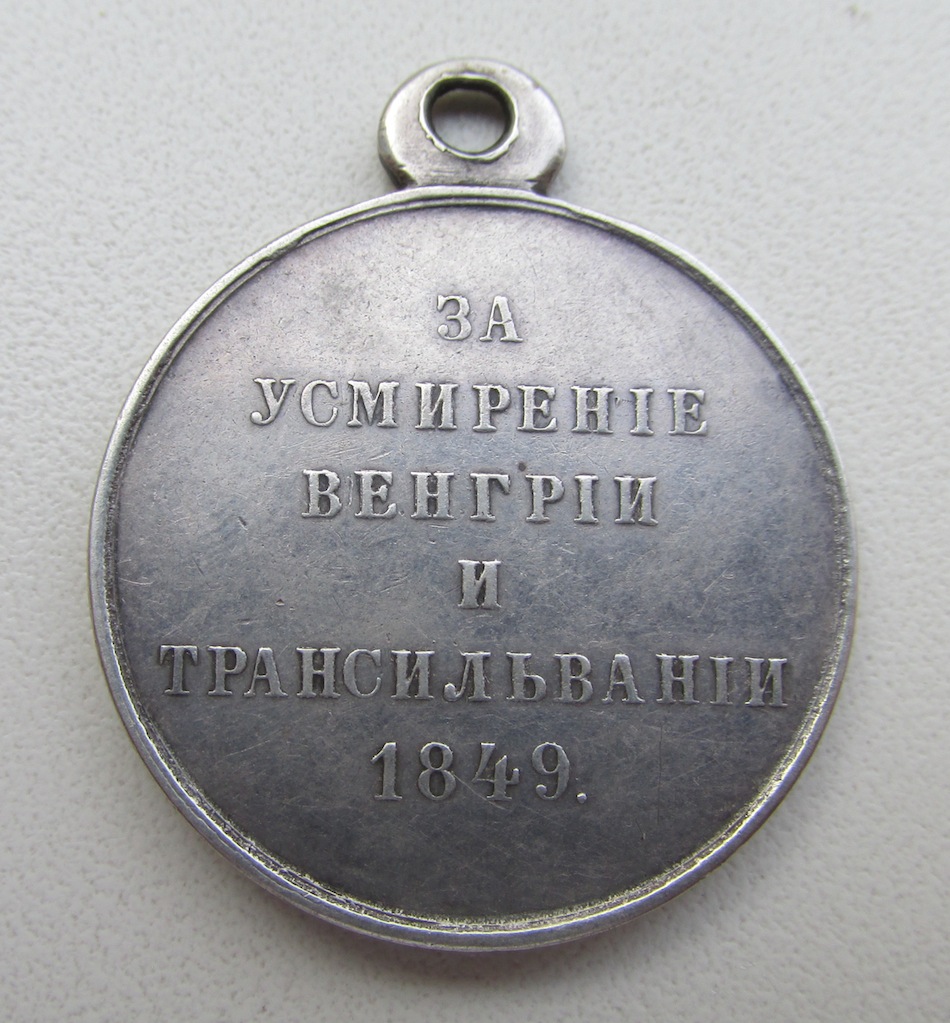 ЗА
УСМИРЕНІЕ
ВЕНГРІИ
И
ТРАНСИЛЬВАНІИ
1849.